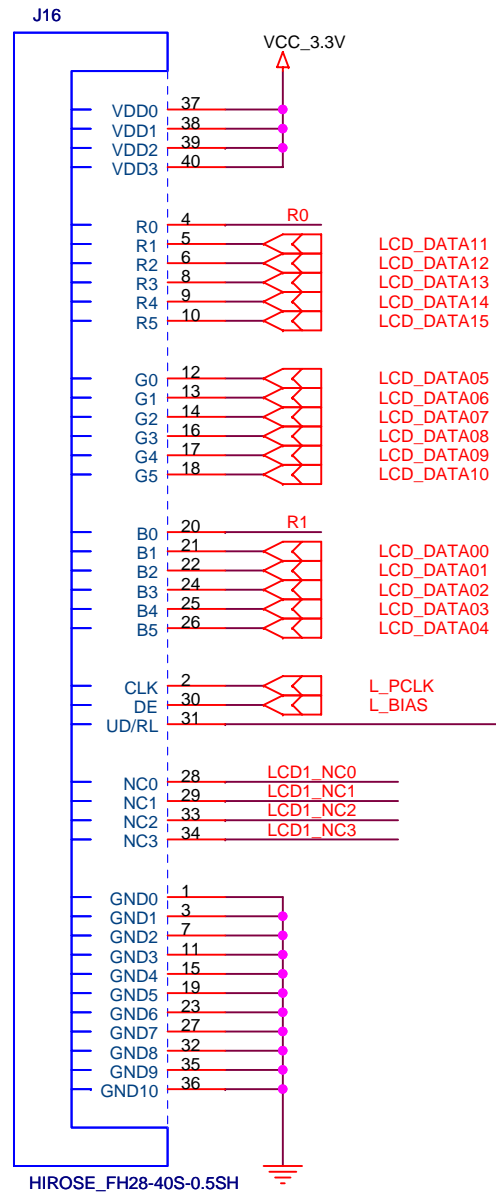 J16
VCC_3.3V
VDD0 37
VDD1 38
VDD2 39
VDD3 40
R0 4 R0
R1 5 LCD_DATA11
R2 6 LCD_DATA12
R3 8 LCD_DATA13
R4 9 LCD_DATA14
R5 10 LCD_DATA15
G0 12 LCD_DATA05
G1 13 LCD_DATA06
G2 14 LCD_DATA07
G3 16 LCD_DATA08
G4 17 LCD_DATA09
G5 18 LCD_DATA10
B0 20 R1
B1 21 LCD_DATA00
B2 22 LCD_DATA01
B3 24 LCD_DATA02
B4 25 LCD_DATA03
B5 26 LCD_DATA04
CLK 2 L_PCLK
DE 30 L_BIAS
UD/RL 31
NC0 28 LCD1_NC0
NC1 29 LCD1_NC1
NC2 33 LCD1_NC2
NC3 34 LCD1_NC3
GND0 1
GND1 3
GND2 7
GND3 11
GND4 15
GND5 19
GND6 23
GND7 27
GND8 32
GND9 35
GND10 36
HIROSE_FH28-40S-0.5SH